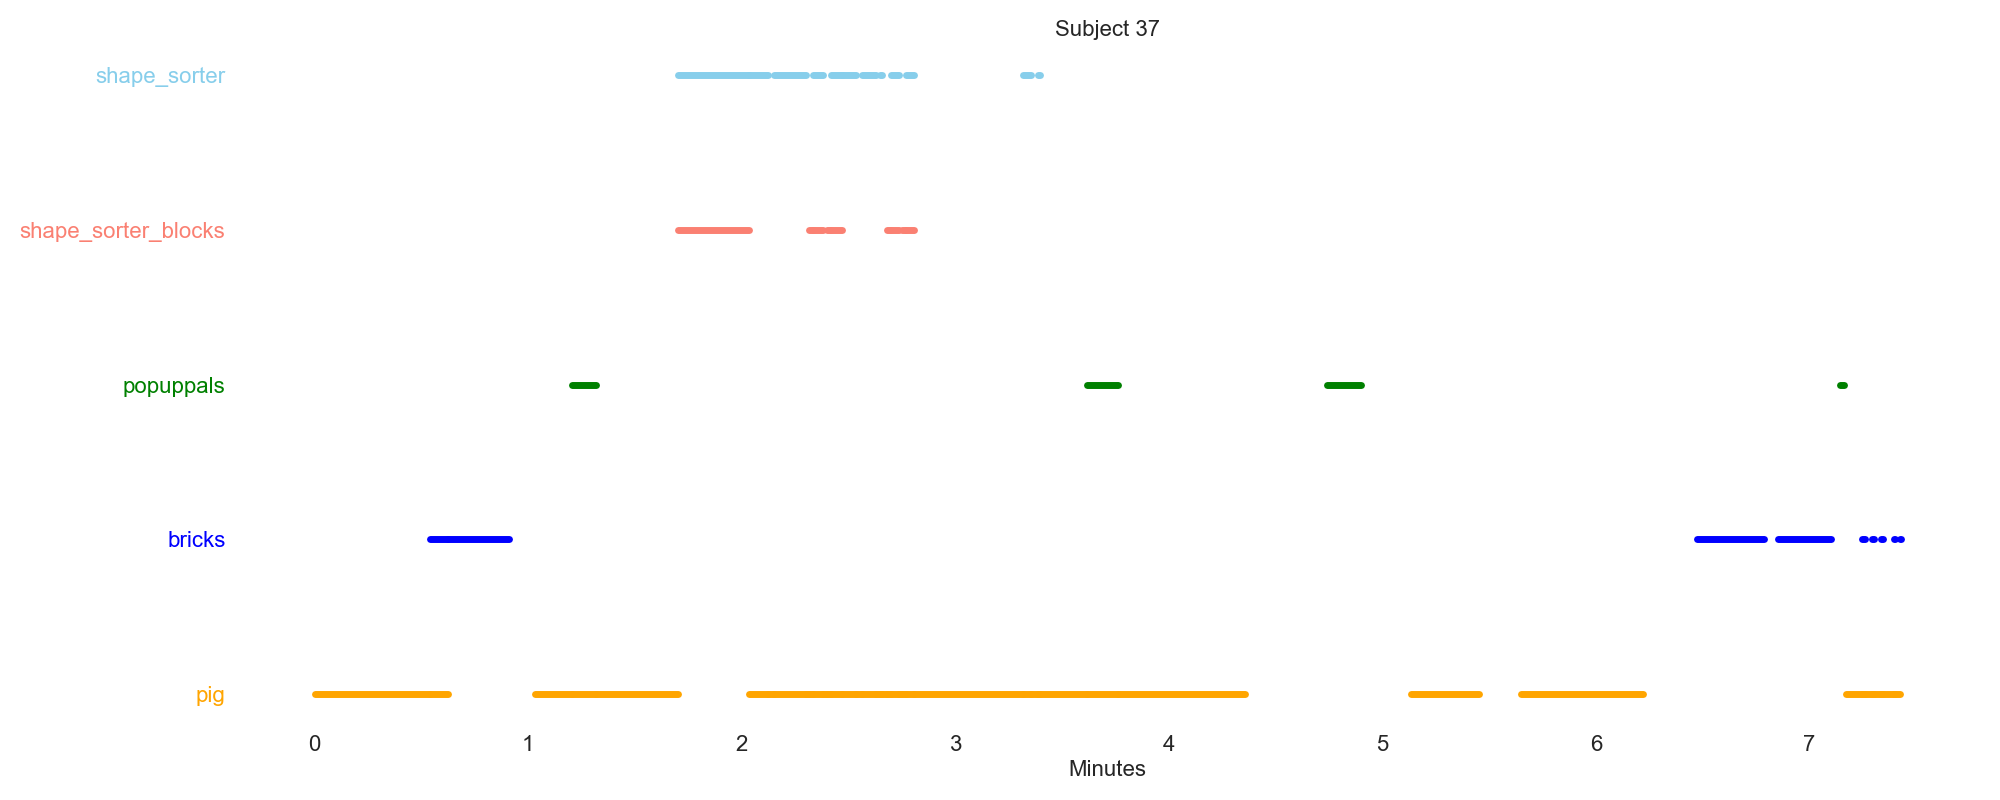 Subject 37
shape_sorter
shape_sorter_blocks
popuppals
bricks
pig
0 1 2 3 4 5 6 7
Minutes